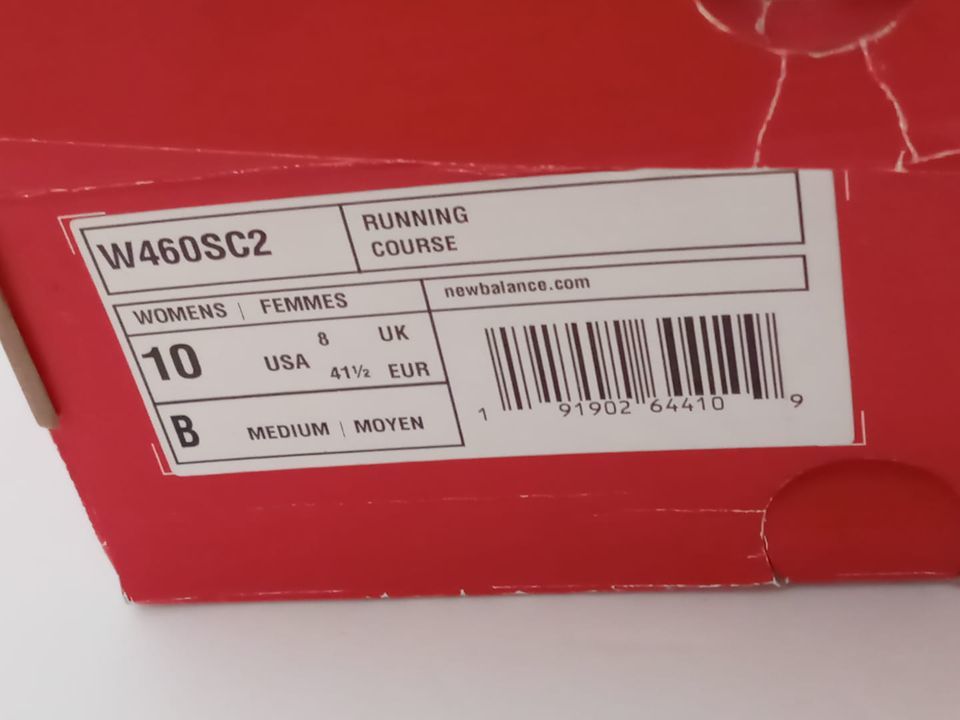 W460SC2
RUNNING
COURSE
WOMENS | FEMMES
newbalance.com
10 USA 8 UK
41½ EUR
B MEDIUM | MOYEN
1 91902 64410 9